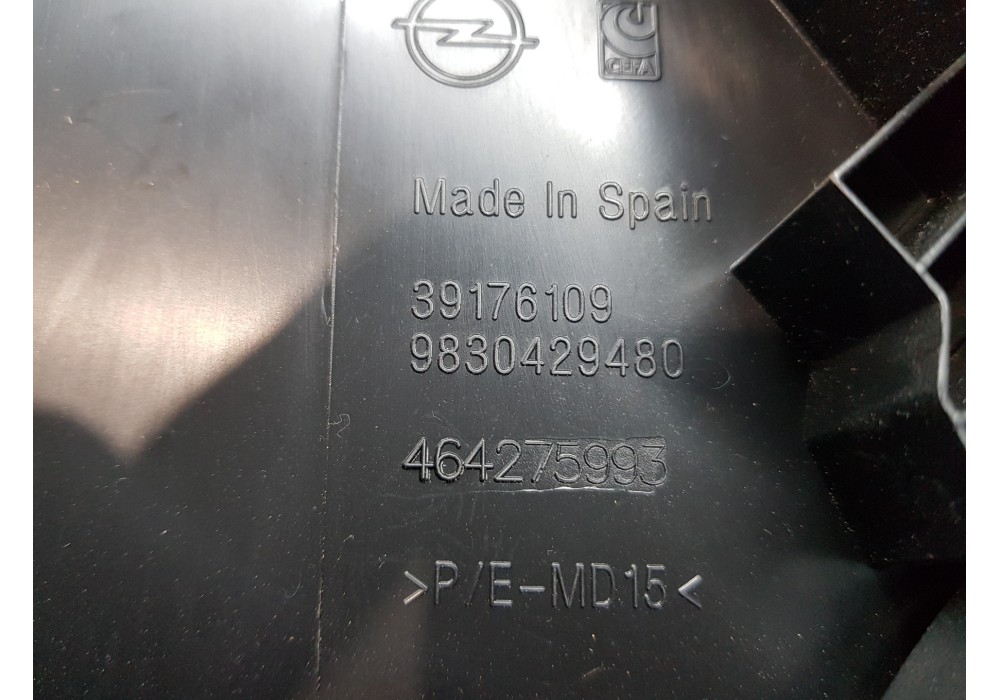 CEFA
Made In Spain
39176109
9830429480
464275993
>P/E-MD15<